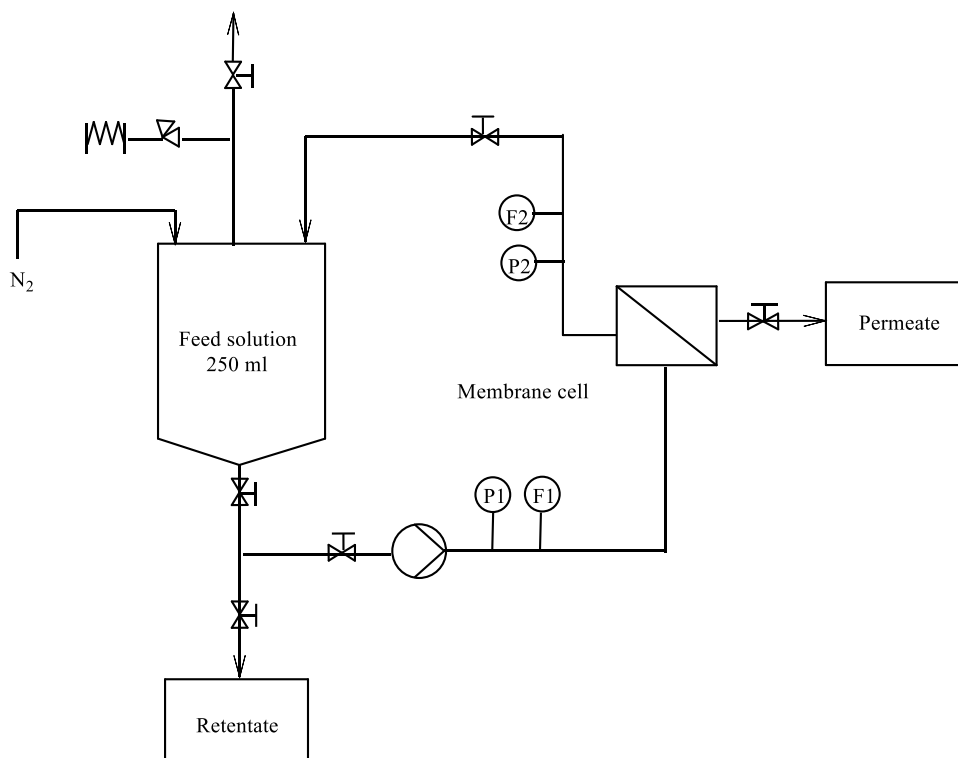 F2
P2
N₂
Feed solution
250 ml
Permeate
Membrane cell
P1
F1
Retentate